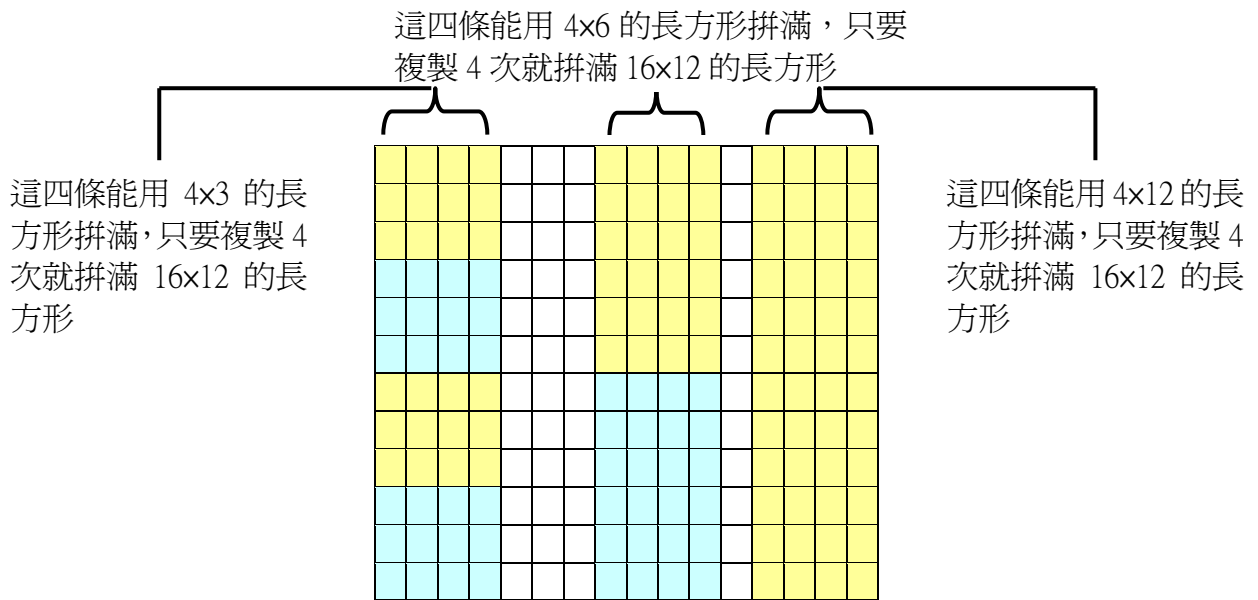 這四條能用 4×6 的長方形拼滿，只要
複製 4 次就拼滿 16×12 的長方形
這四條能用 4×3 的長
方形拼滿，只要複製 4
次就拼滿 16×12 的長
方形
這四條能用 4×12 的長
方形拼滿，只要複製 4
次就拼滿 16×12 的長
方形